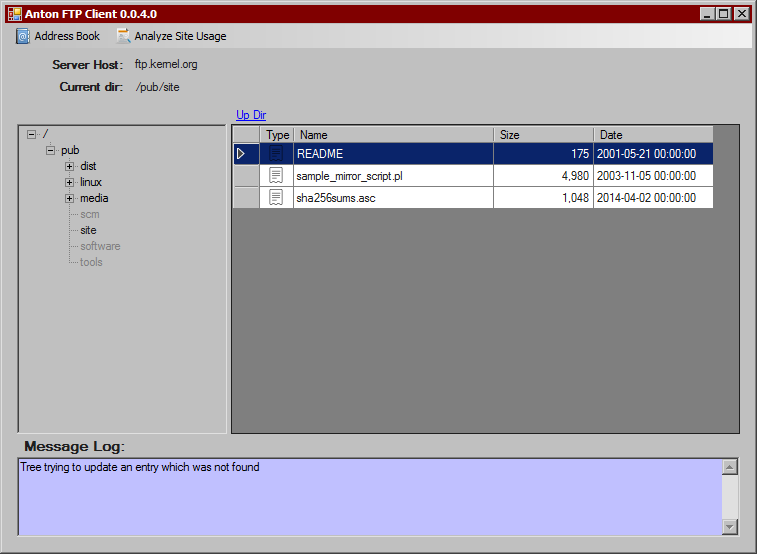 Anton FTP Client 0.0.4.0
Address Book Analyze Site Usage
Server Host: ftp.kernel.org
Current dir: /pub/site
Up Dir
/
pub
dist
linux
media
scm
site
software
tools
Type Name Size Date
README 175 2001-05-21 00:00:00
sample_mirror_script.pl 4,980 2003-11-05 00:00:00
sha256sums.asc 1,048 2014-04-02 00:00:00
Message Log:
Tree trying to update an entry which was not found